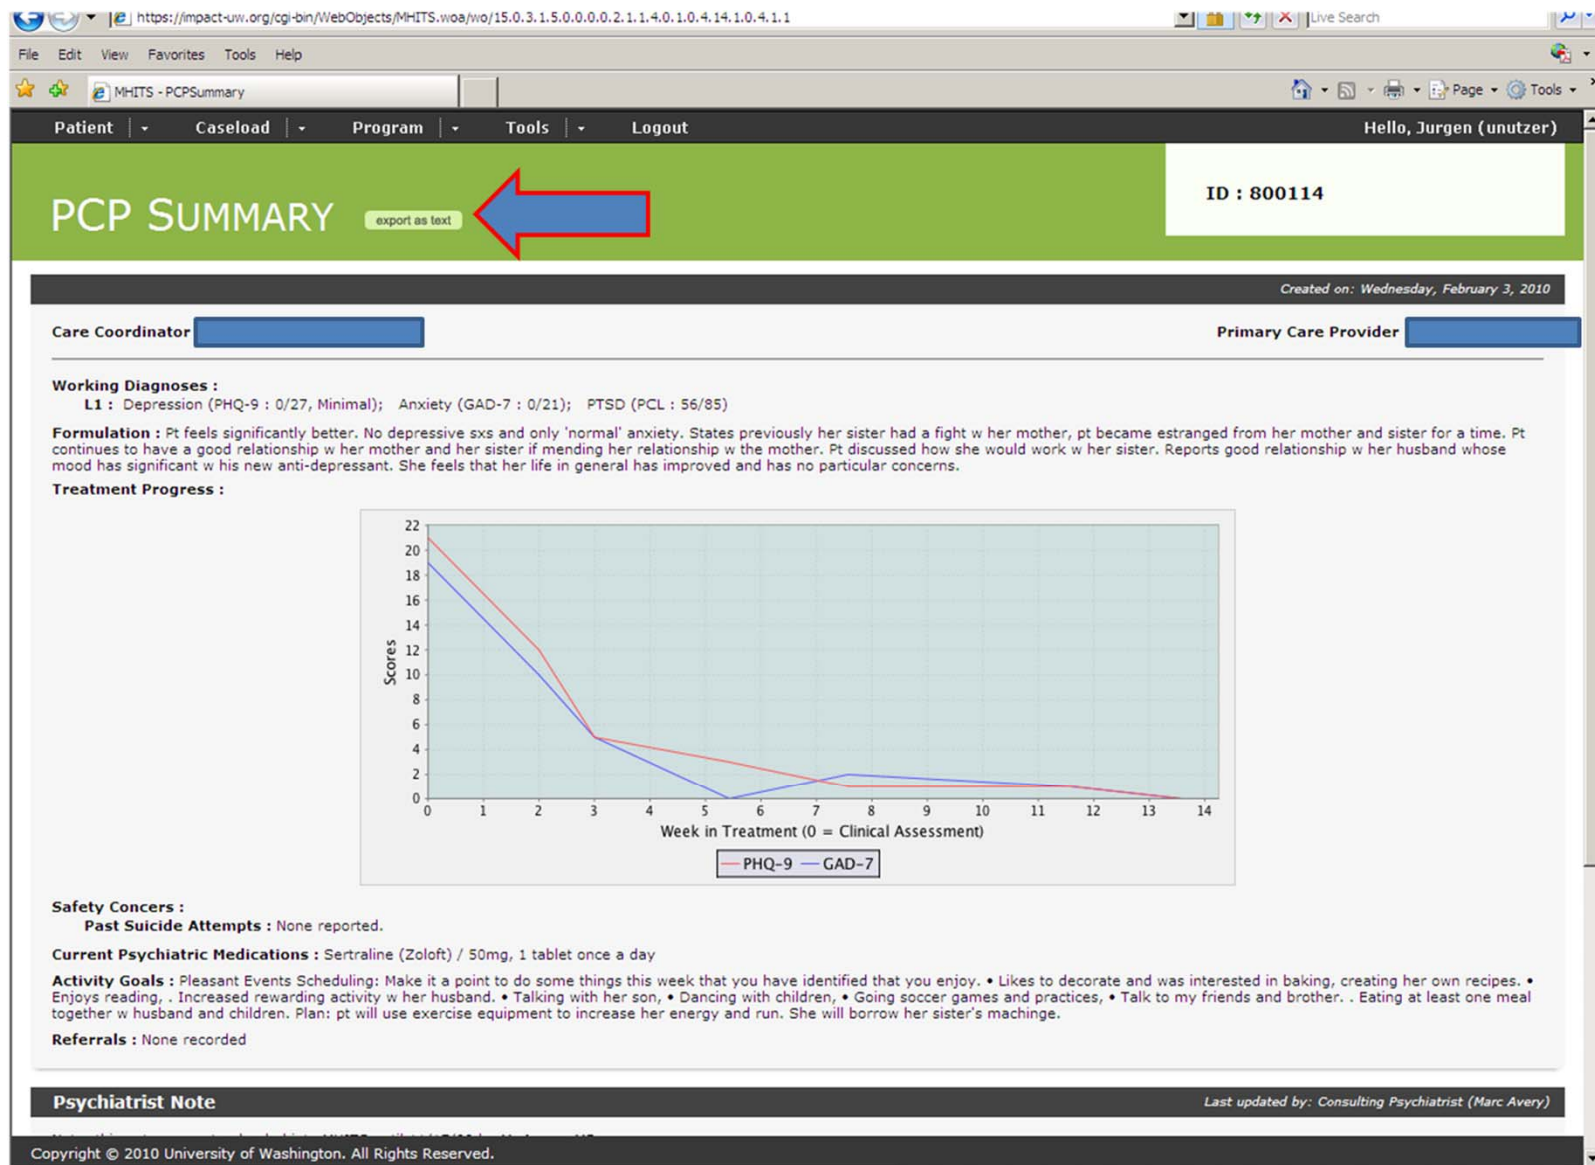 https://impact-uw.org/cgi-bin/WebObjects/MHITS.woa/wo/15.0.3.1.5.0.0.0.0.2.1.1.4.0.1.0.4.14.1.0.4.1.1
Live Search
File Edit View Favorites Tools Help
MHITS - PCPSummary
Page Tools
Patient Caseload Program Tools Logout Hello, Jurgen (unutzer)
PCP SUMMARY export as text
ID : 800114
Created on: Wednesday, February 3, 2010
Care Coordinator Primary Care Provider
Working Diagnoses :
L1 : Depression (PHQ-9 : 0/27, Minimal); Anxiety (GAD-7 : 0/21); PTSD (PCL : 56/85)
Formulation : Pt feels significantly better. No depressive sxs and only 'normal' anxiety. States previously her sister had a fight w her mother, pt became estranged from her mother and sister for a time. Pt
continues to have a good relationship w her mother and her sister if mending her relationship w the mother. Pt discussed how she would work w her sister. Reports good relationship w her husband whose
mood has significant w his new anti-depressant. She feels that her life in general has improved and has no particular concerns.
Treatment Progress :
22
20
18
16
14
12
10
8
6
4
2
0
Scores
0 1 2 3 4 5 6 7 8 9 10 11 12 13 14
Week in Treatment (0 = Clinical Assessment)
PHQ-9 GAD-7
Safety Concers :
Past Suicide Attempts : None reported.
Current Psychiatric Medications : Sertraline (Zoloft) / 50mg, 1 tablet once a day
Activity Goals : Pleasant Events Scheduling: Make it a point to do some things this week that you have identified that you enjoy. • Likes to decorate and was interested in baking, creating her own recipes. •
Enjoys reading, . Increased rewarding activity w her husband. • Talking with her son, • Dancing with children, • Going soccer games and practices, • Talk to my friends and brother. . Eating at least one meal
together w husband and children. Plan: pt will use exercise equipment to increase her energy and run. She will borrow her sister's machinge.
Referrals : None recorded
Psychiatrist Note Last updated by: Consulting Psychiatrist (Marc Avery)
Copyright © 2010 University of Washington. All Rights Reserved.